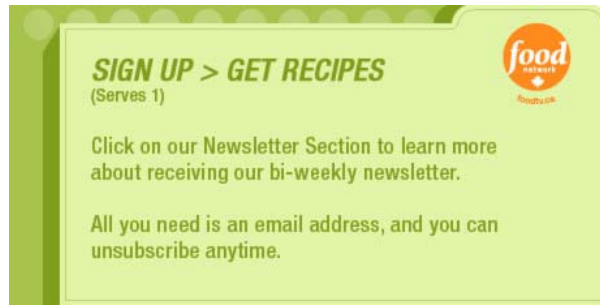 SIGN UP > GET RECIPES
(Serves 1)
food
network
foodtv.ca
Click on our Newsletter Section to learn more
about receiving our bi-weekly newsletter.
All you need is an email address, and you can
unsubscribe anytime.